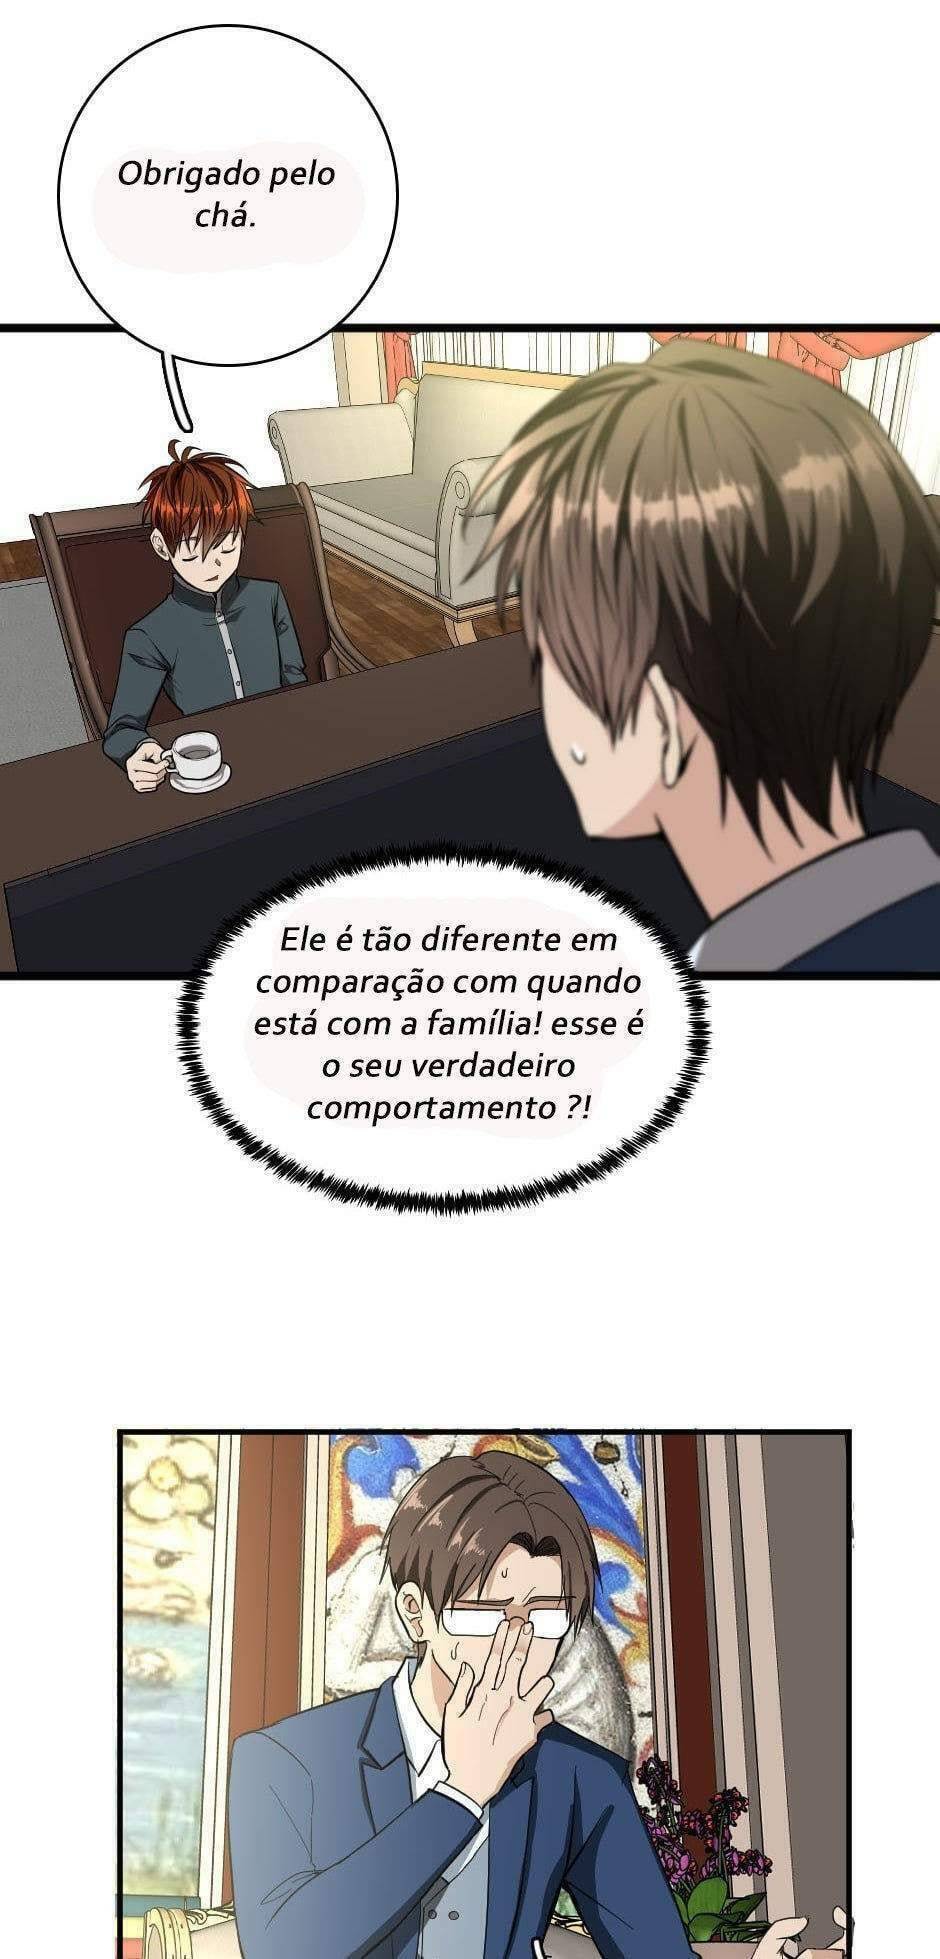 Obrigado pelo
chá.
Ele é tão diferente em
comparação com quando
está com a família! esse é
o seu verdadeiro
comportamento ?!